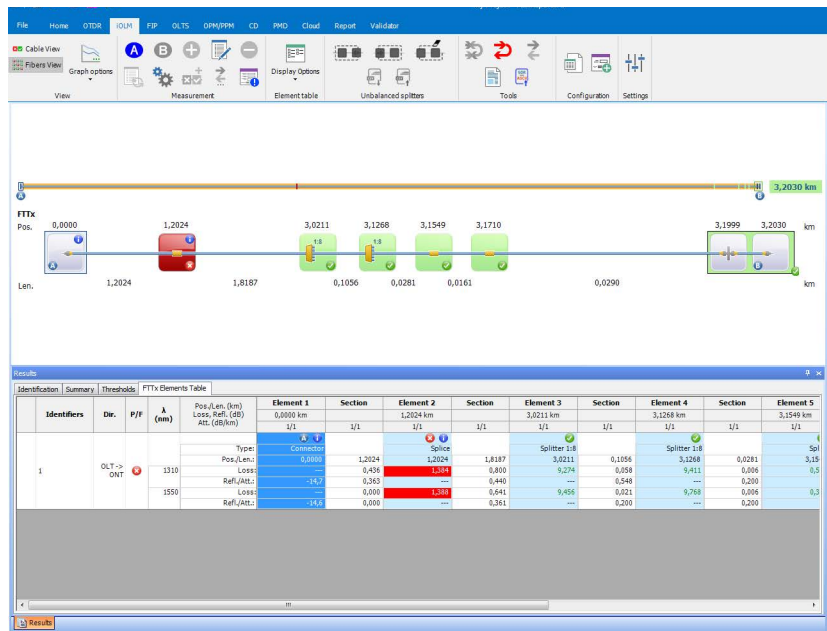 File Home OTDR iOLM FIP OLTS OPM/PPM CD PMD Cloud Report Validator
Cable View
Fibers View
Graph options
Display Options
View Measurement Element table Unbalanced splitters Tools Configuration Settings
A B
3,2030 km
A B
FTTx
Pos. 0,0000 1,2024 3,0211 3,1268 3,1549 3,1710 3,1999 3,2030 km
1:8 1:8
A B
Len. 1,2024 1,8187 0,1056 0,0281 0,0161 0,0290 km
Results
Identification Summary Thresholds FTTx Elements Table
Identifiers Dir. P/F λ (nm) Pos./Len. (km) Loss, Refl. (dB) Att. (dB/km) Element 1 Section Element 2 Section Element 3 Section Element 4 Section Element 5
0,0000 km 1,2024 km 3,0211 km 3,1268 km 3,1549 km
1/1 1/1 1/1 1/1 1/1 1/1 1/1 1/1 1/1
A i i
Type: Connector Splice Splitter 1:8 Splitter 1:8 Spl
Pos./Len.: 0,0000 1,2024 1,2024 1,8187 3,0211 0,1056 3,1268 0,0281 3,15
1 OLT -> ONT 1310 Loss: --- 0,436 1,384 0,800 9,274 0,058 9,411 0,006 0,5
Refl./Att.: -14,7 0,363 --- 0,440 --- 0,548 --- 0,200
1550 Loss: --- 0,000 1,388 0,641 9,456 0,021 9,768 0,006 0,3
Refl./Att.: -14,6 0,000 --- 0,361 --- 0,200 --- 0,200
Results